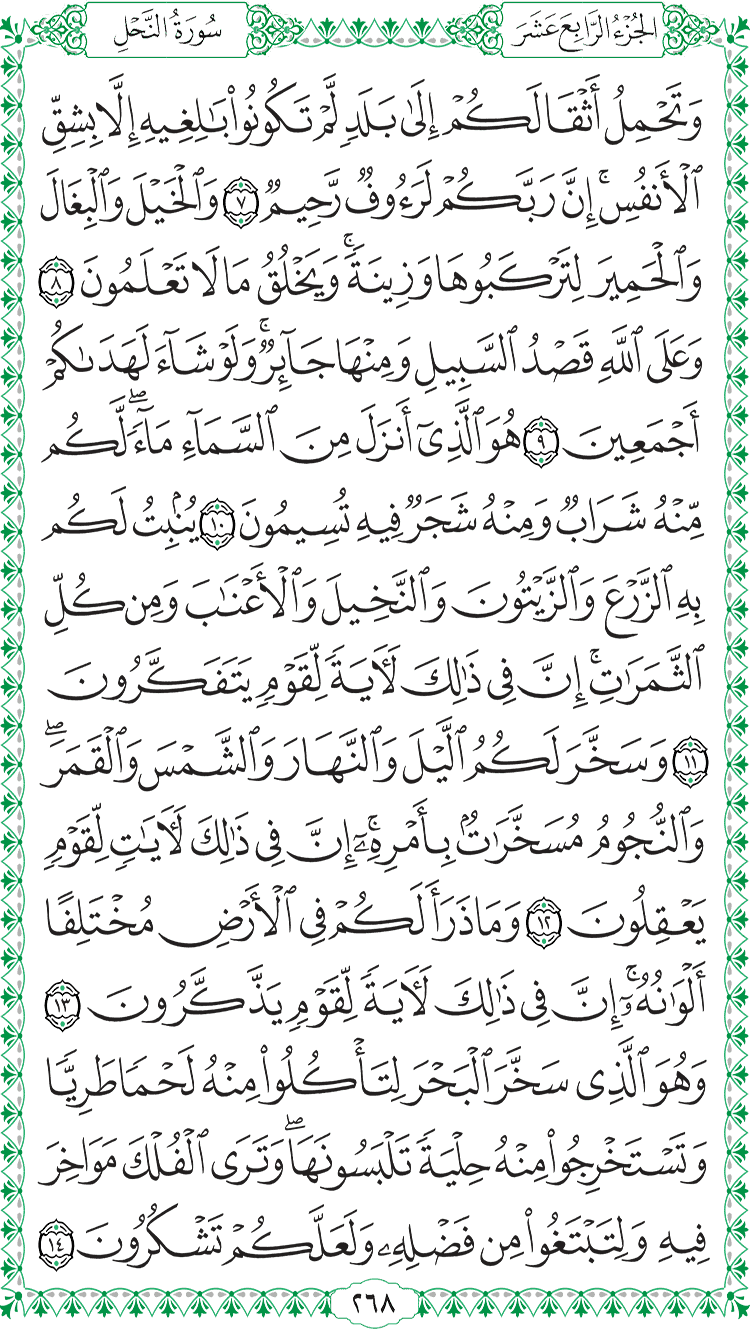 الجُزْءُ الرَّابِعَ عَشَرَ
سُورَةُ النَّحْلِ
وَتَحْمِلُ أَثْقَالَكُمْ إِلَىٰ بَلَدٍ لَّمْ تَكُونُوا۟ بَـٰلِغِيهِ إِلَّا بِشِقِّ
ٱلْأَنفُسِ ۚ إِنَّ رَبَّكُمْ لَرَءُوفٌ رَّحِيمٌ ٧ وَٱلْخَيْلَ وَٱلْبِغَالَ
وَٱلْحَمِيرَ لِتَرْكَبُوهَا وَزِينَةً ۚ وَيَخْلُقُ مَا لَا تَعْلَمُونَ ٨
وَعَلَى ٱللَّهِ قَصْدُ ٱلسَّبِيلِ وَمِنْهَا جَآئِرٌ ۚ وَلَوْ شَآءَ لَهَدَىٰكُمْ
أَجْمَعِينَ ٩ هُوَ ٱلَّذِىٓ أَنزَلَ مِنَ ٱلسَّمَآءِ مَآءً ۖ لَّكُم
مِّنْهُ شَرَابٌ وَمِنْهُ شَجَرٌ فِيهِ تُسِيمُونَ ١٠ يُنۢبِتُ لَكُم
بِهِ ٱلزَّرْعَ وَٱلزَّيْتُونَ وَٱلنَّخِيلَ وَٱلْأَعْنَـٰبَ وَمِن كُلِّ
ٱلثَّمَرَٰتِ ۗ إِنَّ فِى ذَٰلِكَ لَـَٔايَةً لِّقَوْمٍ يَتَفَكَّرُونَ
١١ وَسَخَّرَ لَكُمُ ٱلَّيْلَ وَٱلنَّهَارَ وَٱلشَّمْسَ وَٱلْقَمَرَ ۖ
وَٱلنُّجُومُ مُسَخَّرَٰتٌۢ بِأَمْرِهِۦٓ ۗ إِنَّ فِى ذَٰلِكَ لَـَٔايَـٰتٍ لِّقَوْمٍ
يَعْقِلُونَ ١٢ وَمَا ذَرَأَ لَكُمْ فِى ٱلْأَرْضِ مُخْتَلِفًا
أَلْوَٰنُهُۥٓ ۗ إِنَّ فِى ذَٰلِكَ لَـَٔايَةً لِّقَوْمٍ يَذَّكَّرُونَ ١٣
وَهُوَ ٱلَّذِى سَخَّرَ ٱلْبَحْرَ لِتَأْكُلُوا۟ مِنْهُ لَحْمًا طَرِيًّا
وَتَسْتَخْرِجُوا۟ مِنْهُ حِلْيَةً تَلْبَسُونَهَا ۖ وَتَرَى ٱلْفُلْكَ مَوَاخِرَ
فِيهِ وَلِتَبْتَغُوا۟ مِن فَضْلِهِۦ وَلَعَلَّكُمْ تَشْكُرُونَ ١٤
٢٦٨